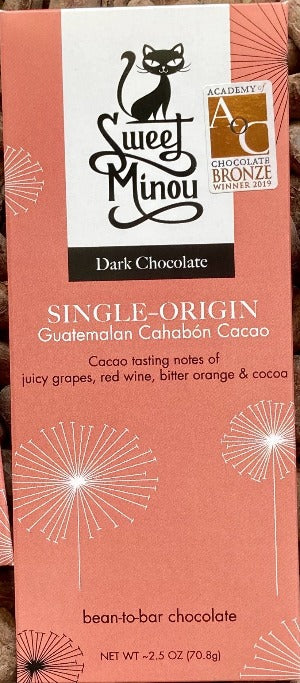 Sweet
Minou
ACADEMY of
A
o
C
CHOCOLATE
BRONZE
WINNER 2019
Dark Chocolate
SINGLE-ORIGIN
Guatemalan Cahabón Cacao
Cacao tasting notes of
juicy grapes, red wine, bitter orange & cocoa
bean-to-bar chocolate
NET WT ~2.5 OZ (70.8g)